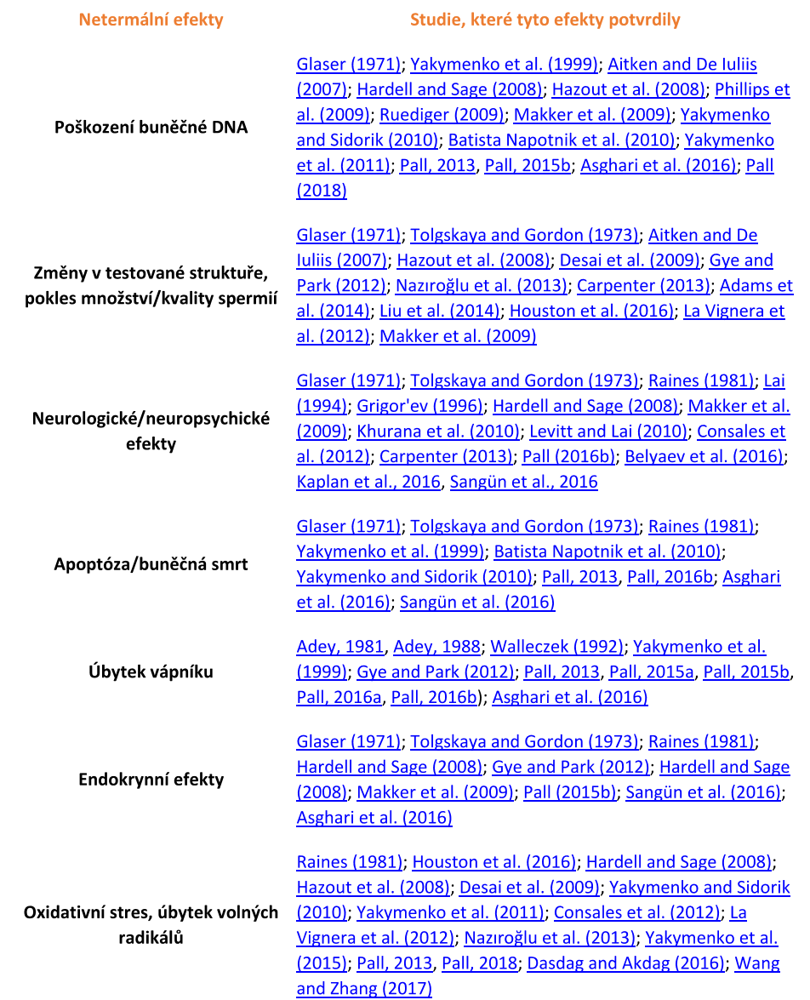 Netermální efekty
Studie, které tyto efekty potvrdily
Poškození buněčné DNA
Glaser (1971); Yakymenko et al. (1999); Aitken and De Iuliis
(2007); Hardell and Sage (2008); Hazout et al. (2008); Phillips et
al. (2009); Ruediger (2009); Makker et al. (2009); Yakymenko
and Sidorik (2010); Batista Napotnik et al. (2010); Yakymenko
et al. (2011); Pall, 2013, Pall, 2015b; Asghari et al. (2016); Pall
(2018)
Změny v testované struktuře,
pokles množství/kvality spermií
Glaser (1971); Tolgskaya and Gordon (1973); Aitken and De
Iuliis (2007); Hazout et al. (2008); Desai et al. (2009); Gye and
Park (2012); Nazıroğlu et al. (2013); Carpenter (2013); Adams et
al. (2014); Liu et al. (2014); Houston et al. (2016); La Vignera et
al. (2012); Makker et al. (2009)
Neurologické/neuropsychické
efekty
Glaser (1971); Tolgskaya and Gordon (1973); Raines (1981); Lai
(1994); Grigor'ev (1996); Hardell and Sage (2008); Makker et al.
(2009); Khurana et al. (2010); Levitt and Lai (2010); Consales et
al. (2012); Carpenter (2013); Pall (2016b); Belyaev et al. (2016);
Kaplan et al., 2016, Sangün et al., 2016
Apoptóza/buněčná smrt
Glaser (1971); Tolgskaya and Gordon (1973); Raines (1981);
Yakymenko et al. (1999); Batista Napotnik et al. (2010);
Yakymenko and Sidorik (2010); Pall, 2013, Pall, 2016b; Asghari
et al. (2016); Sangün et al. (2016)
Úbytek vápníku
Adey, 1981, Adey, 1988; Walleczek (1992); Yakymenko et al.
(1999); Gye and Park (2012); Pall, 2013, Pall, 2015a, Pall, 2015b,
Pall, 2016a, Pall, 2016b); Asghari et al. (2016)
Endokrynní efekty
Glaser (1971); Tolgskaya and Gordon (1973); Raines (1981);
Hardell and Sage (2008); Gye and Park (2012); Hardell and Sage
(2008); Makker et al. (2009); Pall (2015b); Sangün et al. (2016);
Asghari et al. (2016)
Oxidativní stres, úbytek volných
radikálů
Raines (1981); Houston et al. (2016); Hardell and Sage (2008);
Hazout et al. (2008); Desai et al. (2009); Yakymenko and Sidorik
(2010); Yakymenko et al. (2011); Consales et al. (2012); La
Vignera et al. (2012); Nazıroğlu et al. (2013); Yakymenko et al.
(2015); Pall, 2013, Pall, 2018; Dasdag and Akdag (2016); Wang
and Zhang (2017)